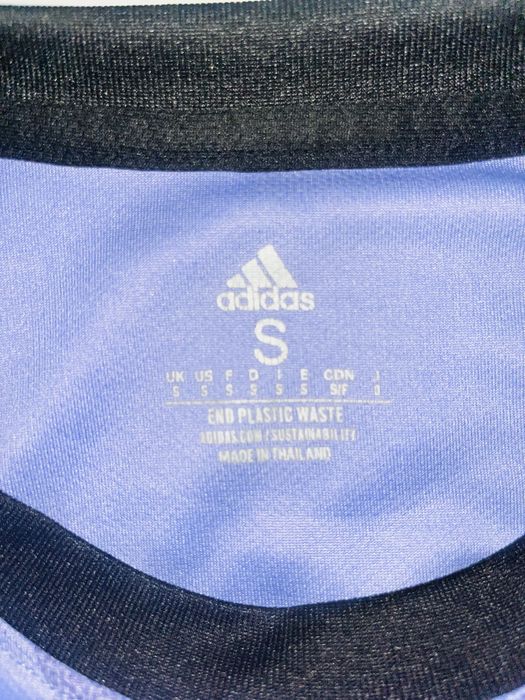 adidas
S
UK US F D I E CDN J
S S S S S S S/F O
END PLASTIC WASTE
ADIDAS.COM/SUSTAINABILITY
MADE IN THAILAND